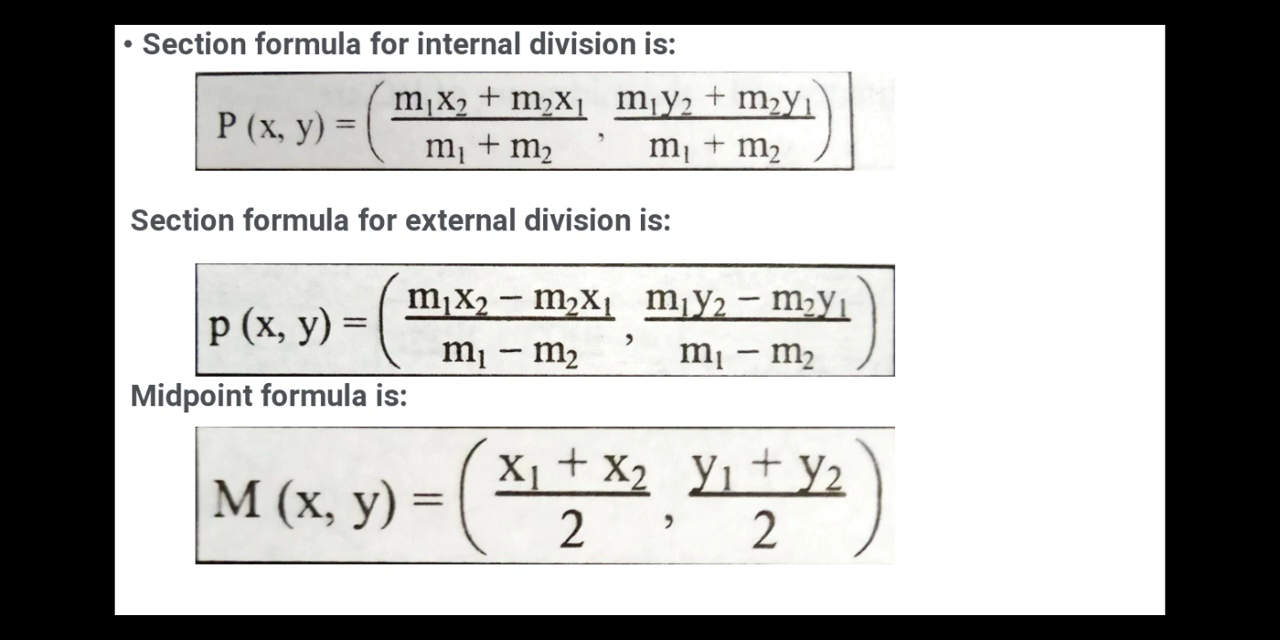 • Section formula for internal division is:
P (x, y) = ( m₁x₂ + m₂x₁ / m₁ + m₂ , m₁y₂ + m₂y₁ / m₁ + m₂ )
Section formula for external division is:
p (x, y) = ( m₁x₂ − m₂x₁ / m₁ − m₂ , m₁y₂ − m₂y₁ / m₁ − m₂ )
Midpoint formula is:
M (x, y) = ( x₁ + x₂ / 2 , y₁ + y₂ / 2 )